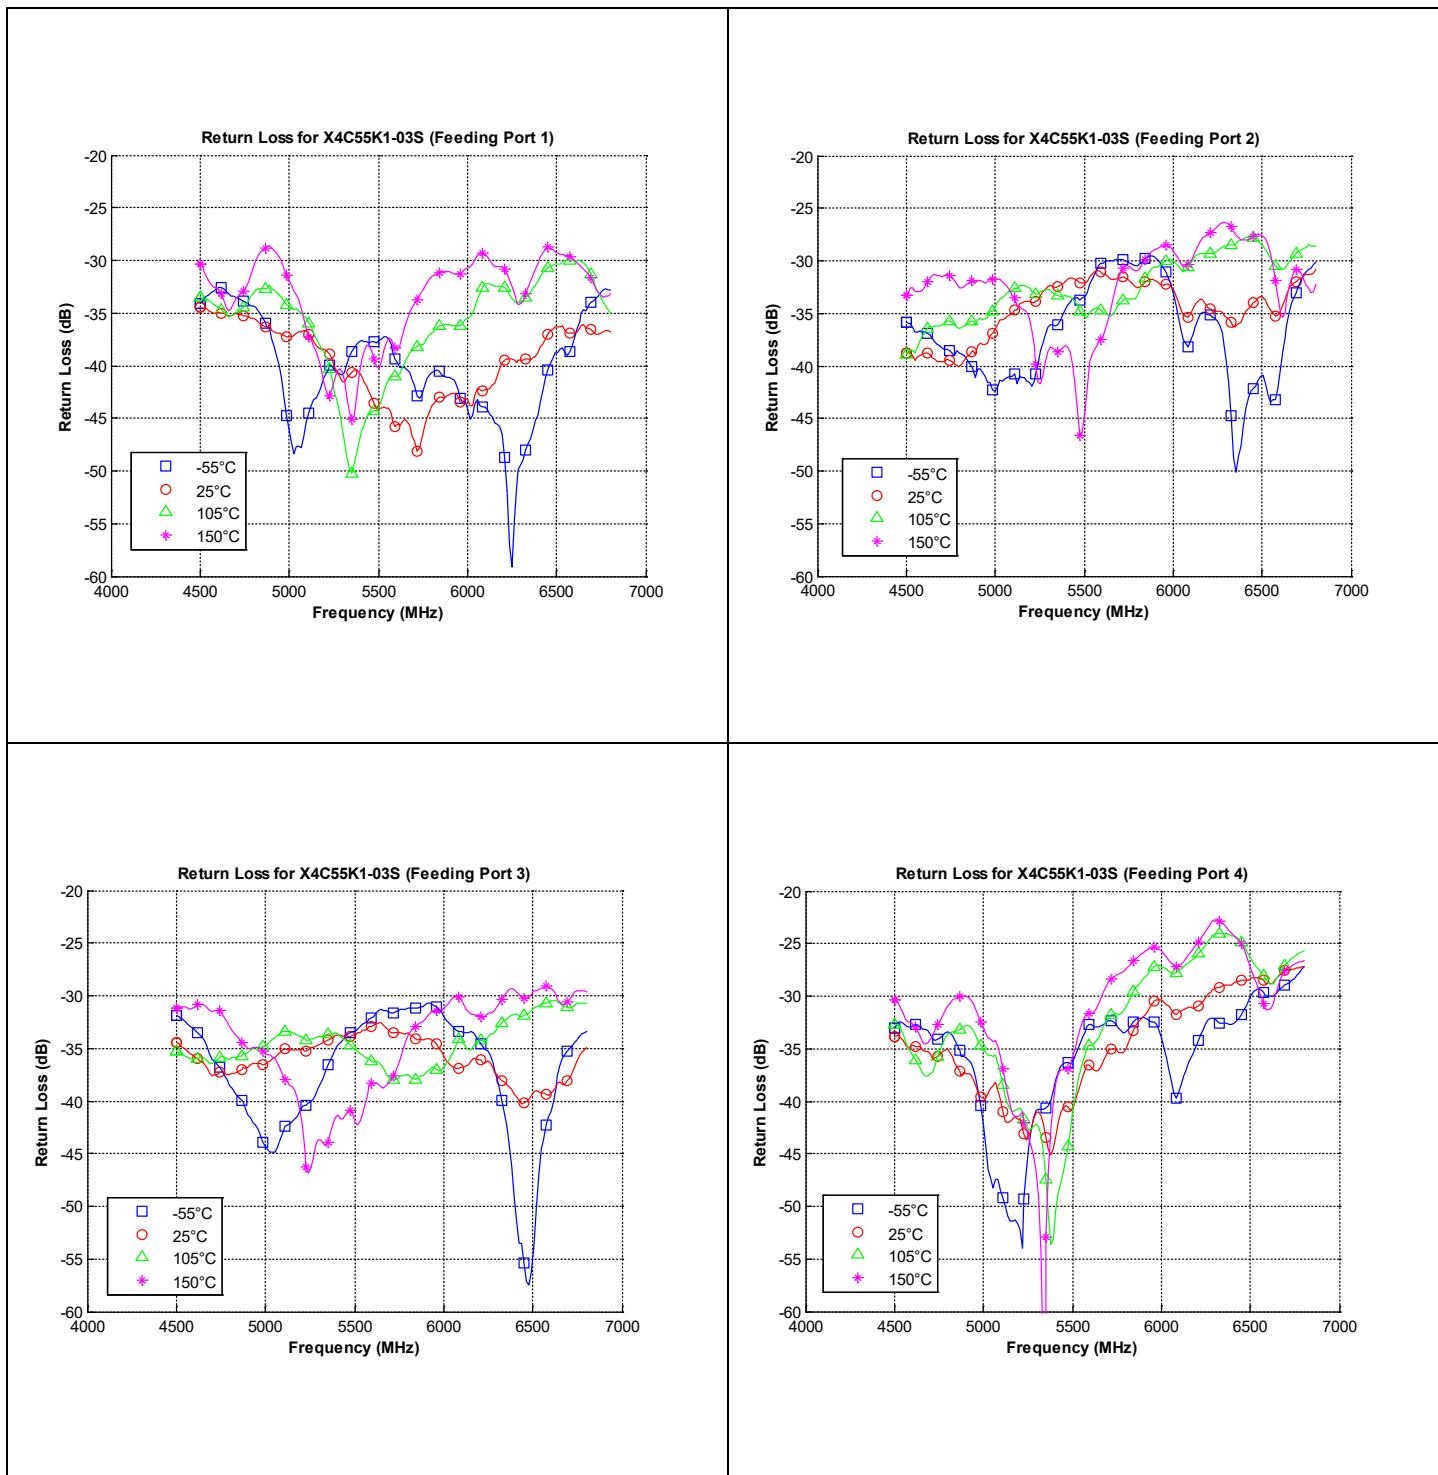 Return Loss for X4C55K1-03S (Feeding Port 1)
-20
-25
-30
-35
-40
-45
-50
-55
-60
Return Loss (dB)
-55°C
25°C
105°C
150°C
4000 4500 5000 5500 6000 6500 7000
Frequency (MHz)
Return Loss for X4C55K1-03S (Feeding Port 2)
-20
-25
-30
-35
-40
-45
-50
-55
-60
Return Loss (dB)
-55°C
25°C
105°C
150°C
4000 4500 5000 5500 6000 6500 7000
Frequency (MHz)
Return Loss for X4C55K1-03S (Feeding Port 3)
-20
-25
-30
-35
-40
-45
-50
-55
-60
Return Loss (dB)
-55°C
25°C
105°C
150°C
4000 4500 5000 5500 6000 6500 7000
Frequency (MHz)
Return Loss for X4C55K1-03S (Feeding Port 4)
-20
-25
-30
-35
-40
-45
-50
-55
-60
Return Loss (dB)
-55°C
25°C
105°C
150°C
4000 4500 5000 5500 6000 6500 7000
Frequency (MHz)